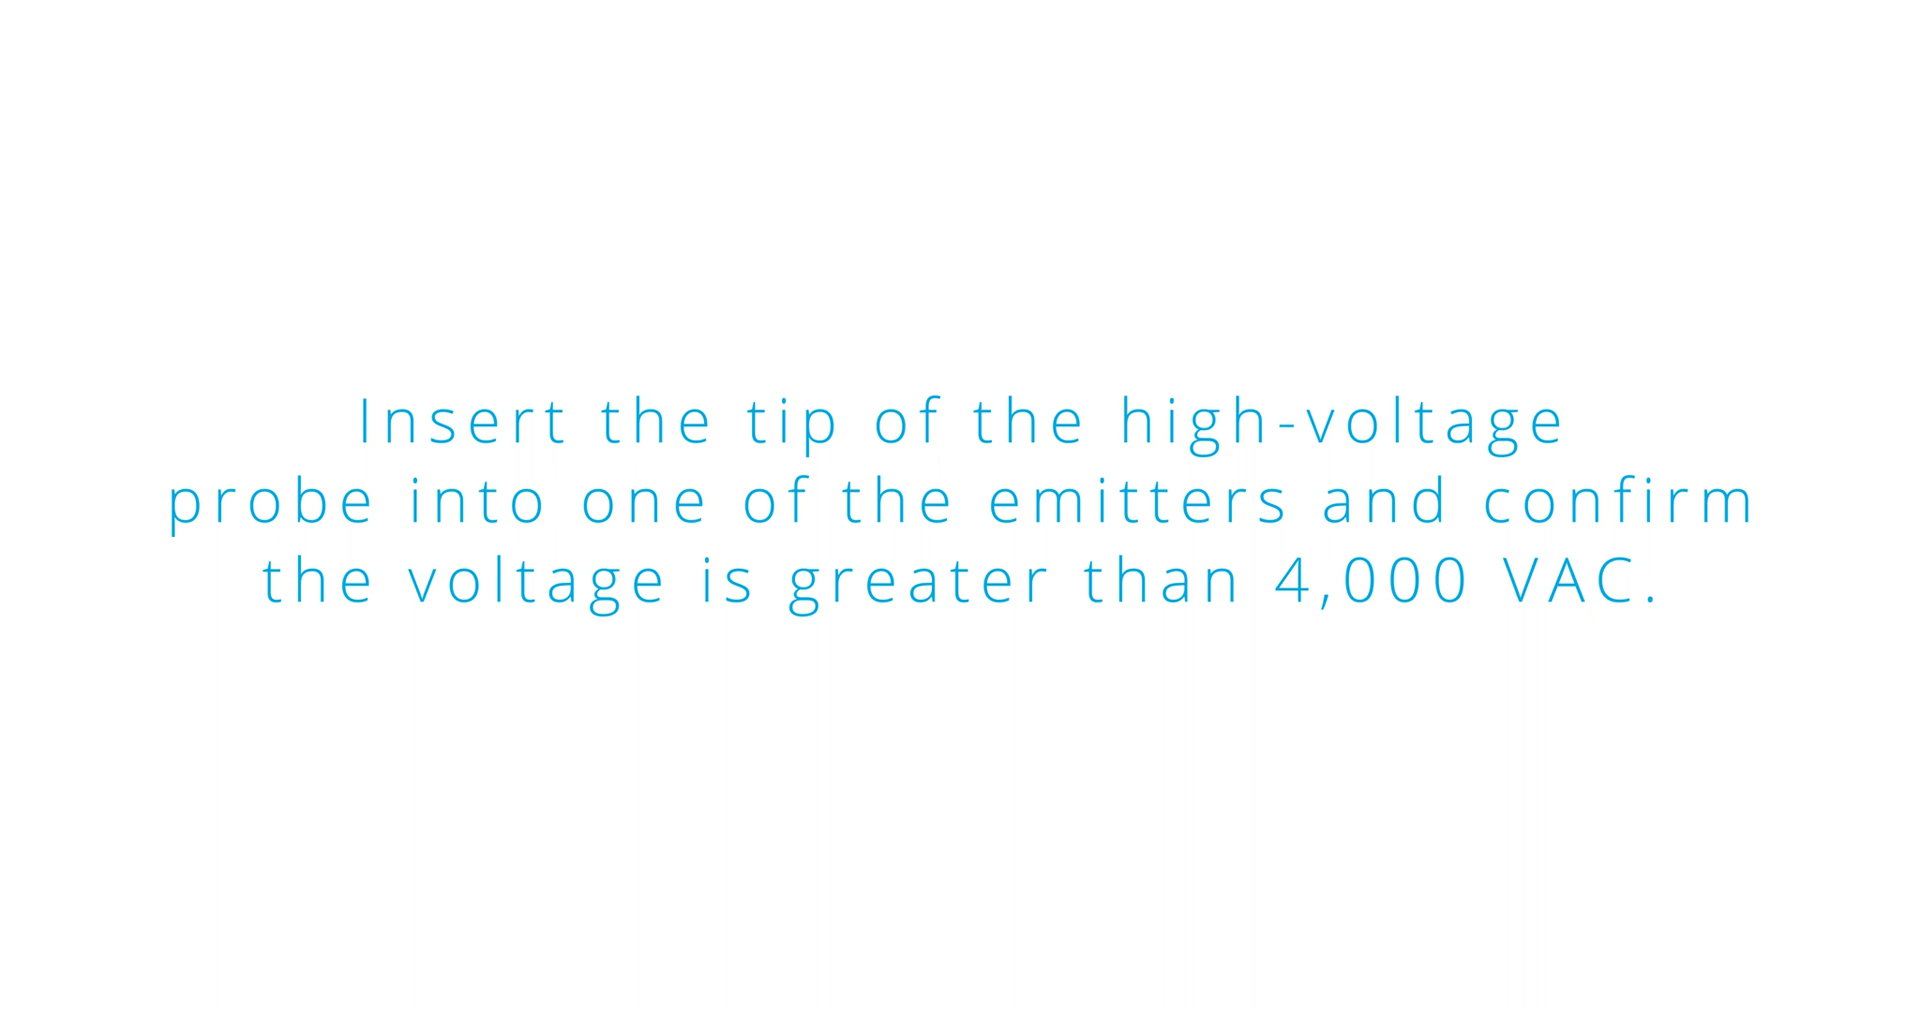 Insert the tip of the high-voltage
probe into one of the emitters and confirm
the voltage is greater than 4,000 VAC.